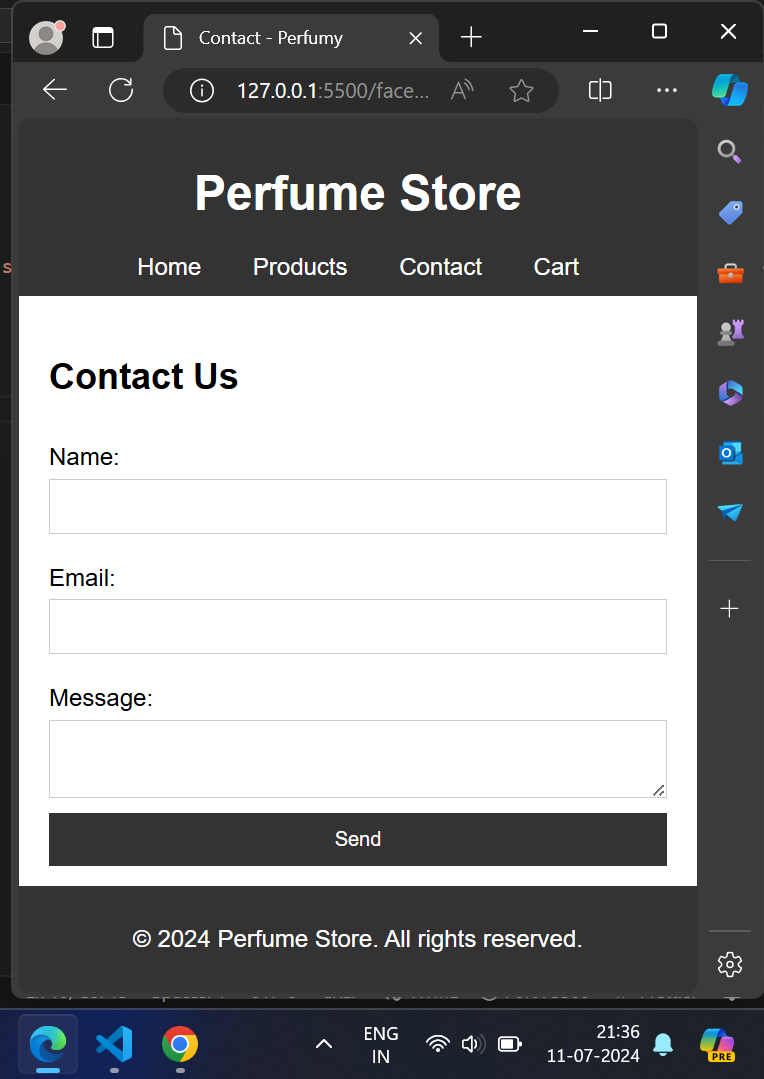 Contact - Perfumy
127.0.0.1:5500/face...
Perfume Store
Home Products Contact Cart
Contact Us
Name:
Email:
Message:
Send
© 2024 Perfume Store. All rights reserved.
ENG
IN
21:36
11-07-2024
PRE